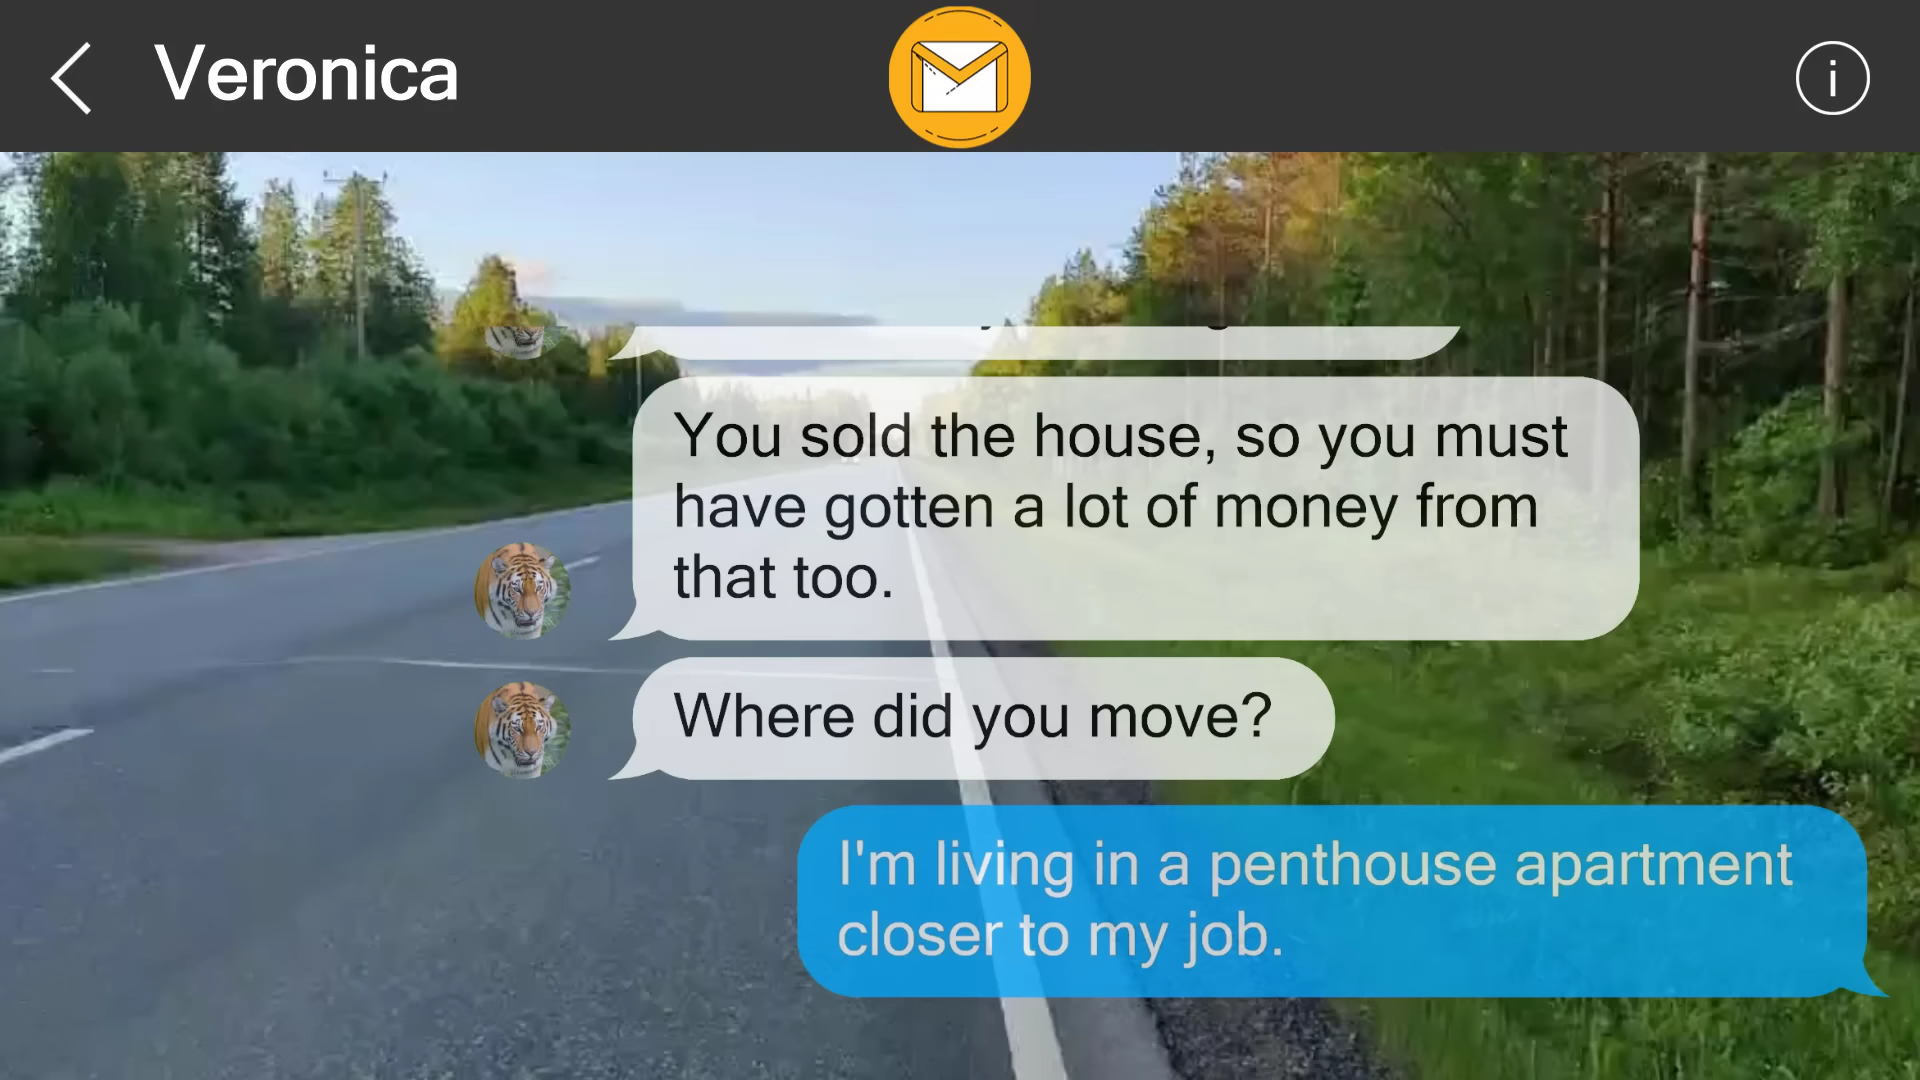 Veronica
You sold the house, so you must
have gotten a lot of money from
that too.
Where did you move?
I'm living in a penthouse apartment
closer to my job.